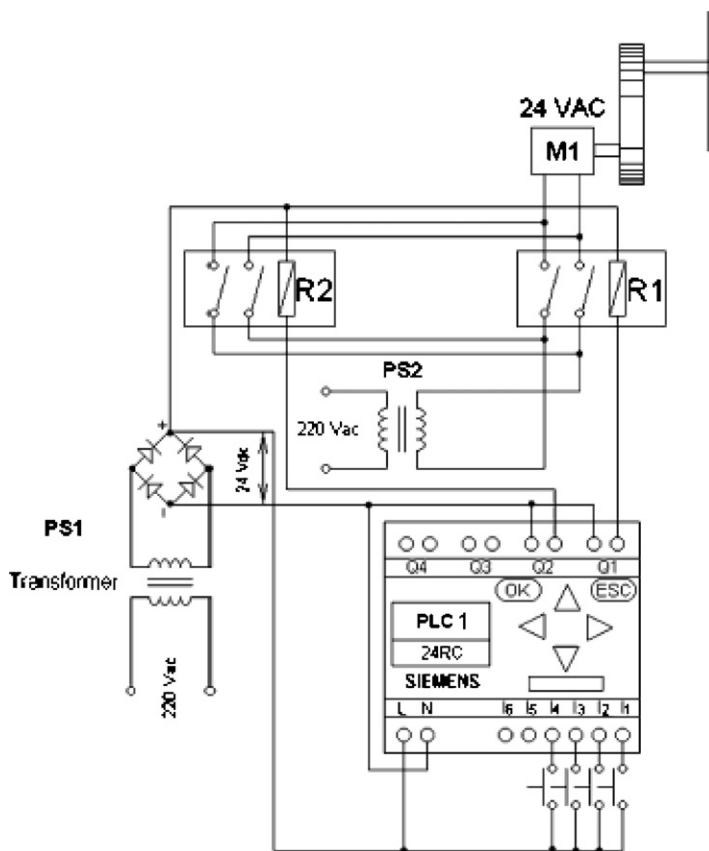 24 VAC
M1
R2
R1
PS2
220 Vac
+
24 Vdc
-
PS1
Transformer
220 Vac
Q4 Q3 Q2 Q1
OK ESC
PLC 1
24RC
SIEMENS
L N I6 I5 I4 I3 I2 I1